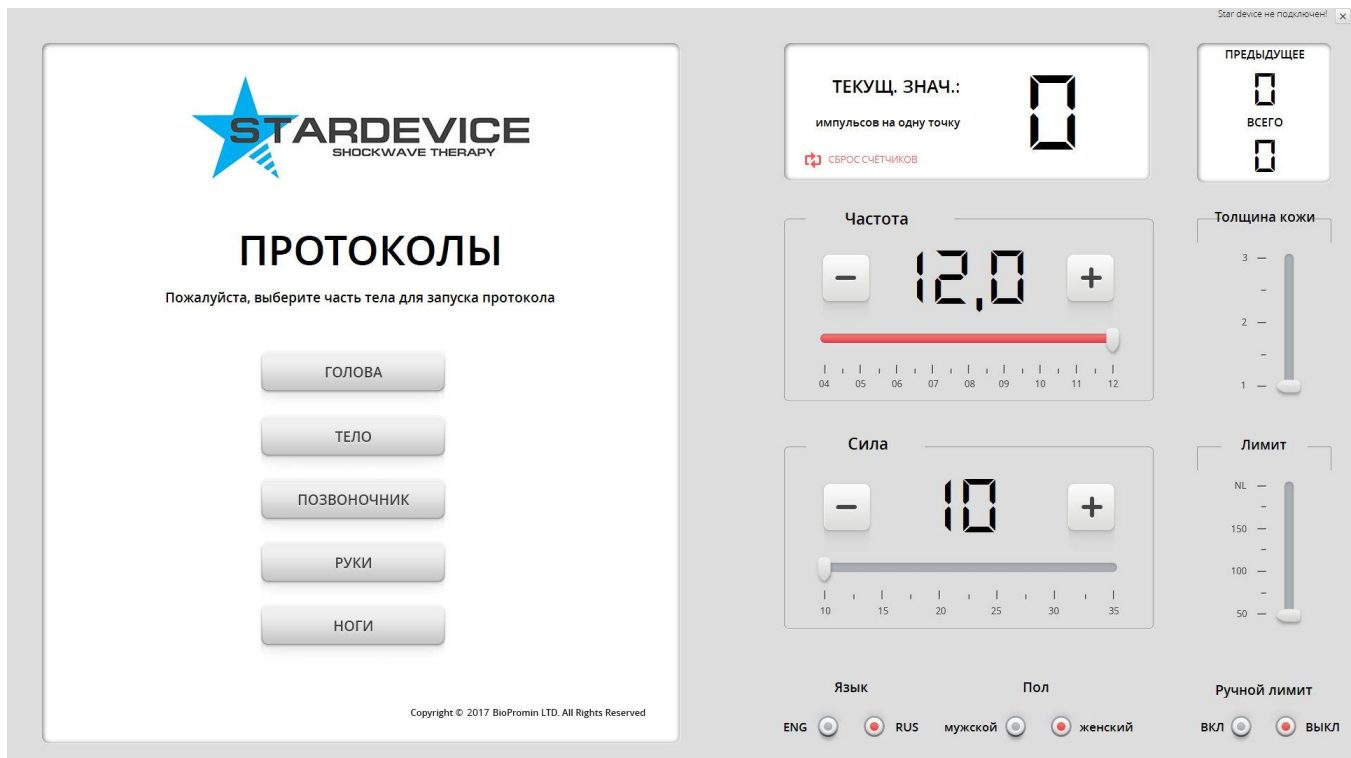 Star device не подключен!
STARDEVICE
SHOCKWAVE THERAPY
ПРОТОКОЛЫ
Пожалуйста, выберите часть тела для запуска протокола
ГОЛОВА
ТЕЛО
ПОЗВОНОЧНИК
РУКИ
НОГИ
Copyright © 2017 BioPromin LTD. All Rights Reserved
ТЕКУЩ. ЗНАЧ.:
импульсов на одну точку
0
СБРОС СЧЁТЧИКОВ
ПРЕДЫДУЩЕЕ
0
ВСЕГО
0
Частота
− 12,0 +
04 05 06 07 08 09 10 11 12
Толщина кожи
3
2
1
Сила
− 10 +
10 15 20 25 30 35
Лимит
NL
150
100
50
Язык
ENG RUS
Пол
мужской женский
Ручной лимит
ВКЛ ВЫКЛ